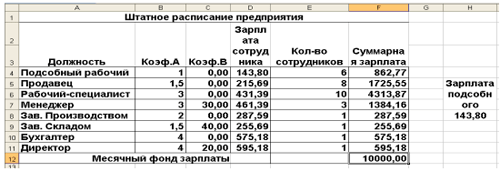 A B C D E F G H
1 Штатное расписание предприятия
2
3 Должность Коэф.А Коэф.В Зарплата сотрудника Кол-во сотрудников Суммарная зарплата
4 Подсобный рабочий 1 0,00 143,80 6 862,77
5 Продавец 1,5 0,00 215,69 8 1725,55 Зарплата
6 Рабочий-специалист 3 0,00 431,39 10 4313,87 подсобн
7 Менеджер 3 30,00 461,39 3 1384,16 ого
8 Зав. Производством 2 0,00 287,59 1 287,59 143,80
9 Зав. Складом 1,5 40,00 255,69 1 255,69
10 Бухгалтер 4 0,00 575,18 1 575,18
11 Директор 4 20,00 595,18 1 595,18
12 Месячный фонд зарплаты 10000,00